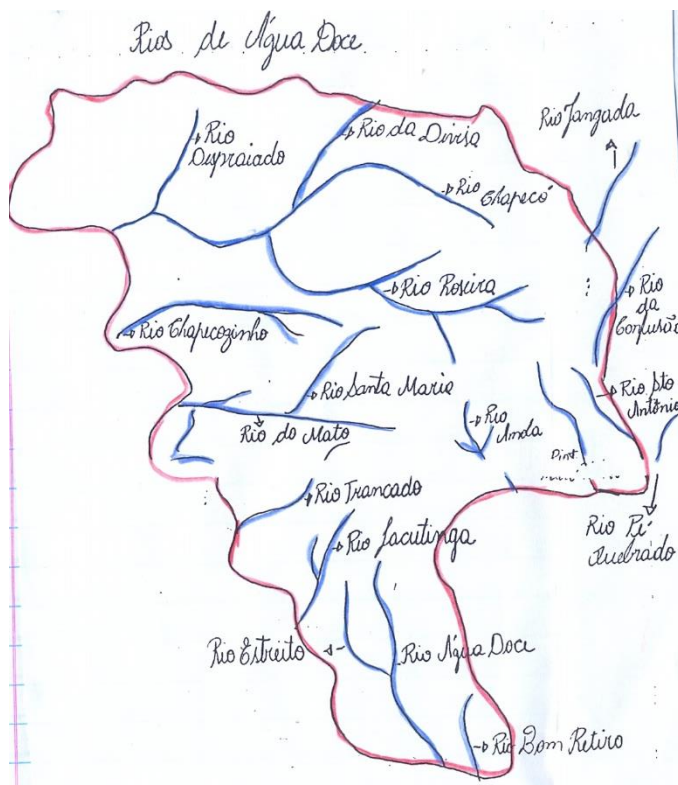 Rios de Água Doce
Rio Jangada
Rio
Despraiado
Rio da Divisa
Rio
Chapecó
Rio Roseira
Rio
da
Confusão
Rio Chapecozinho
Rio Santa Maria
Rio Sto
Antônio
Rio do Mato
Rio
Anola
Rio Trancado
Rio Pé
Quebrado
Rio Jacutinga
Rio Estreito
Rio Água Doce
Rio Bom Retiro